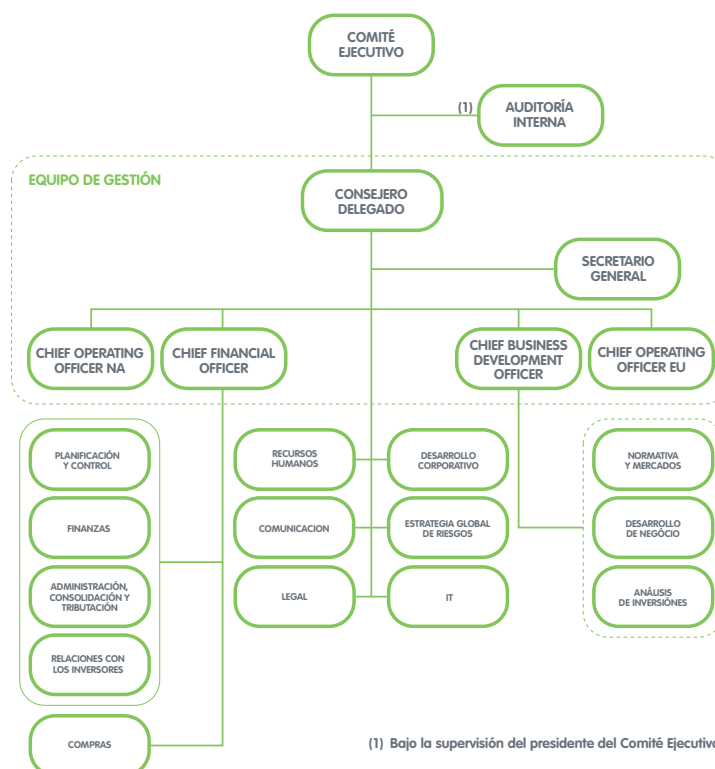 COMITÉ
EJECUTIVO
(1)
AUDITORÍA
INTERNA
EQUIPO DE GESTIÓN
CONSEJERO
DELEGADO
SECRETARIO
GENERAL
CHIEF OPERATING
OFFICER NA
CHIEF FINANCIAL
OFFICER
CHIEF BUSINESS
DEVELOPMENT
OFFICER
CHIEF OPERATING
OFFICER EU
PLANIFICACIÓN
Y CONTROL
RECURSOS
HUMANOS
DESARROLLO
CORPORATIVO
NORMATIVA
Y MERCADOS
FINANZAS
COMUNICACION
ESTRATEGIA GLOBAL
DE RIESGOS
DESARROLLO
DE NEGÓCIO
ADMINISTRACIÓN,
CONSOLIDACIÓN Y
TRIBUTACIÓN
LEGAL
IT
ANÁLISIS
DE INVERSIÓNES
RELACIONES CON
LOS INVERSORES
COMPRAS
(1) Bajo la supervisión del presidente del Comité Ejecutivo